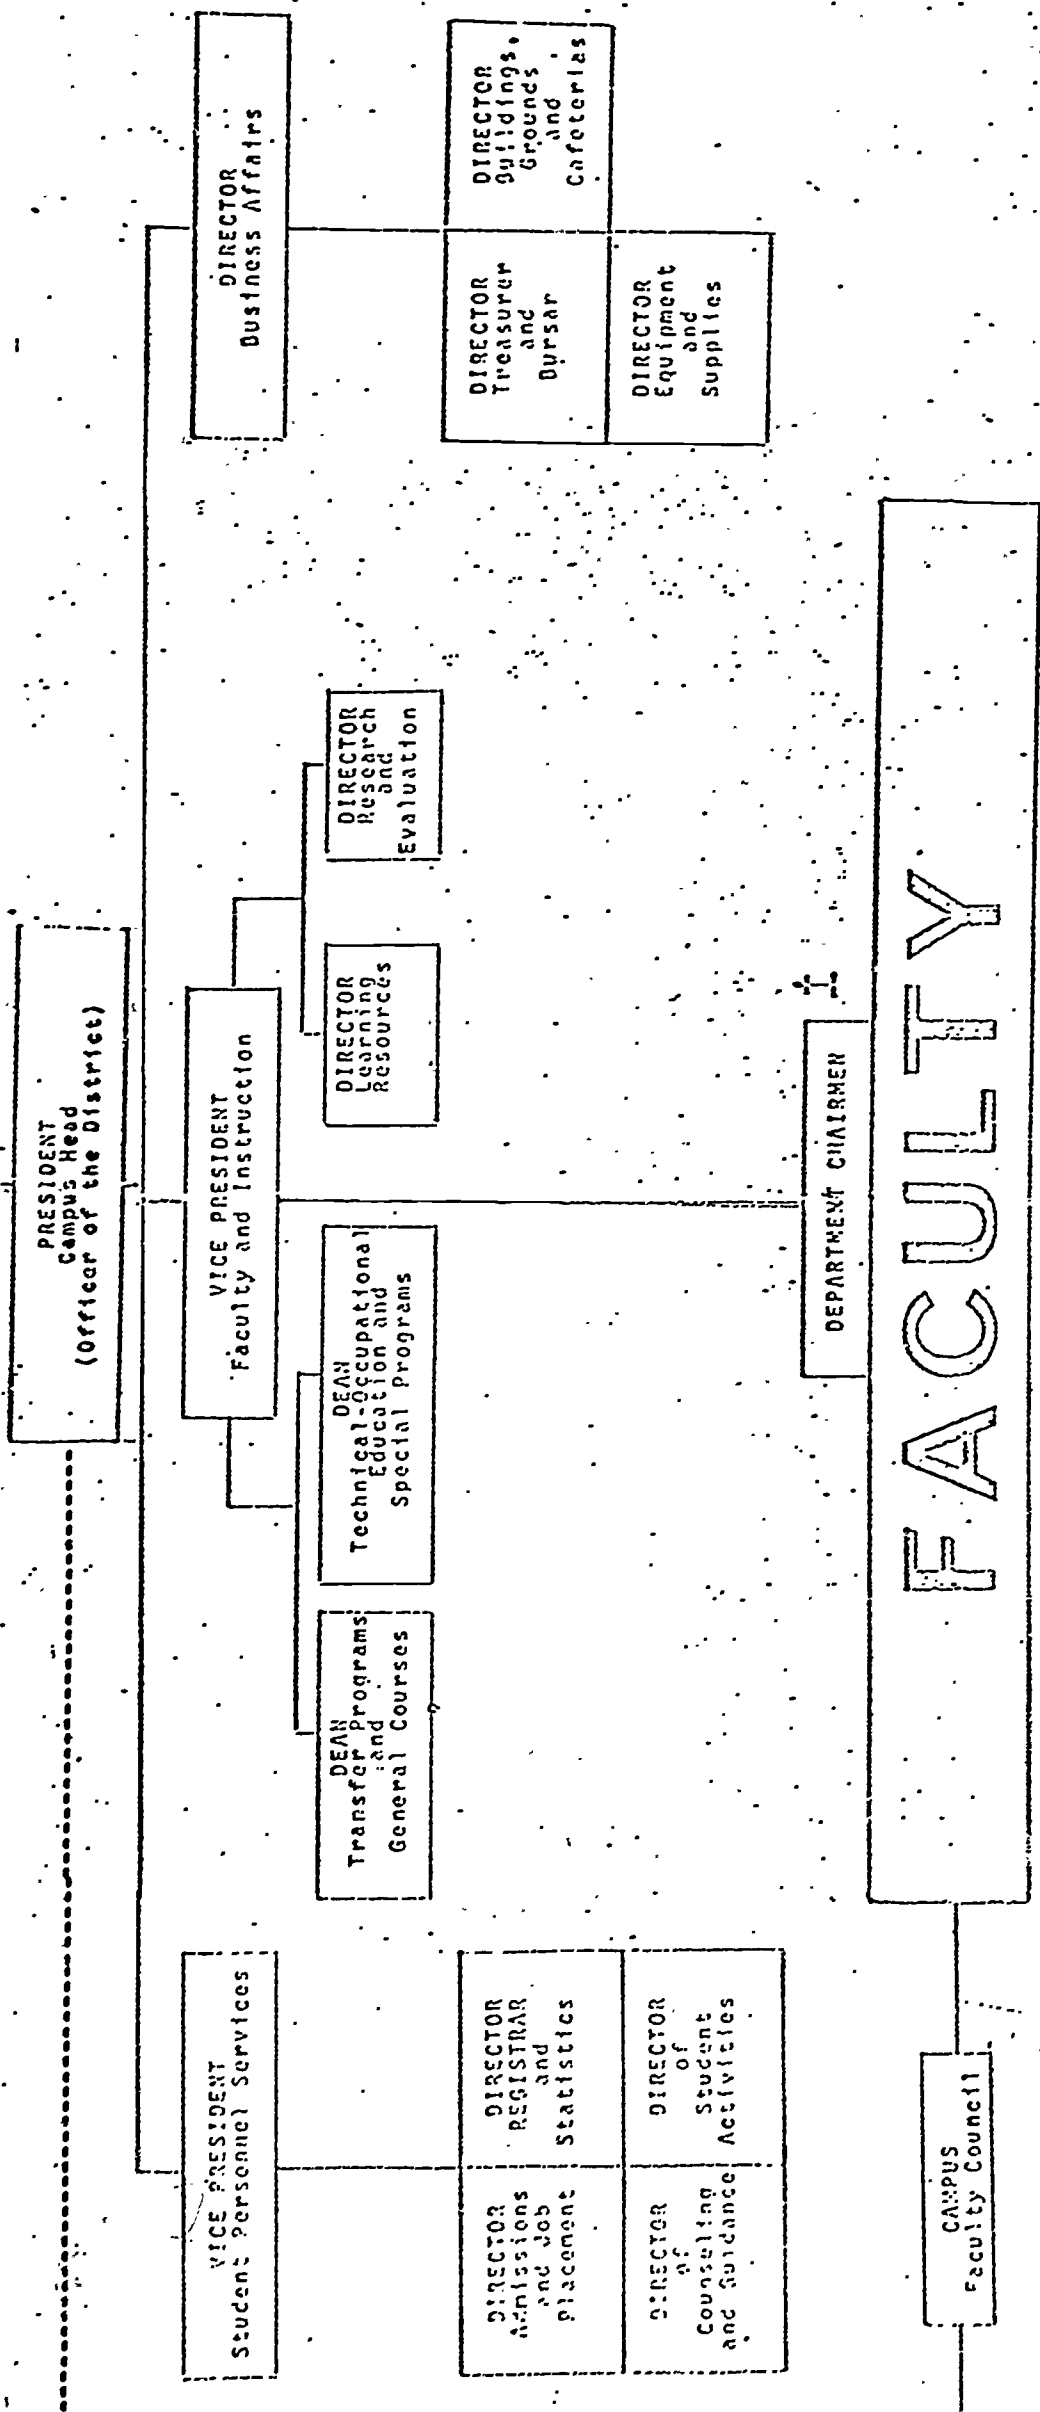 PRESIDENT
Campus Head
(Officer of the District)
VICE PRESIDENT
Student Personnel Services
VICE PRESIDENT
Faculty and Instruction
DIRECTOR
Business Affairs
DEAN
Transfer Programs
and
General Courses
DEAN
Technical-Occupational
Education and
Special Programs
DIRECTOR
Learning
Resources
DIRECTOR
Research
and
Evaluation
DIRECTOR
Admissions
and Job
Placement
DIRECTOR
REGISTRAR
and
Statistics
DIRECTOR
of
Counseling
and Guidance
DIRECTOR
of
Student
Activities
DIRECTOR
Treasurer
and
Bursar
DIRECTOR
Buildings,
Grounds
and
Cafeterias
DIRECTOR
Equipment
and
Supplies
DEPARTMENT CHAIRMEN
FACULTY
CAMPUS
Faculty Council